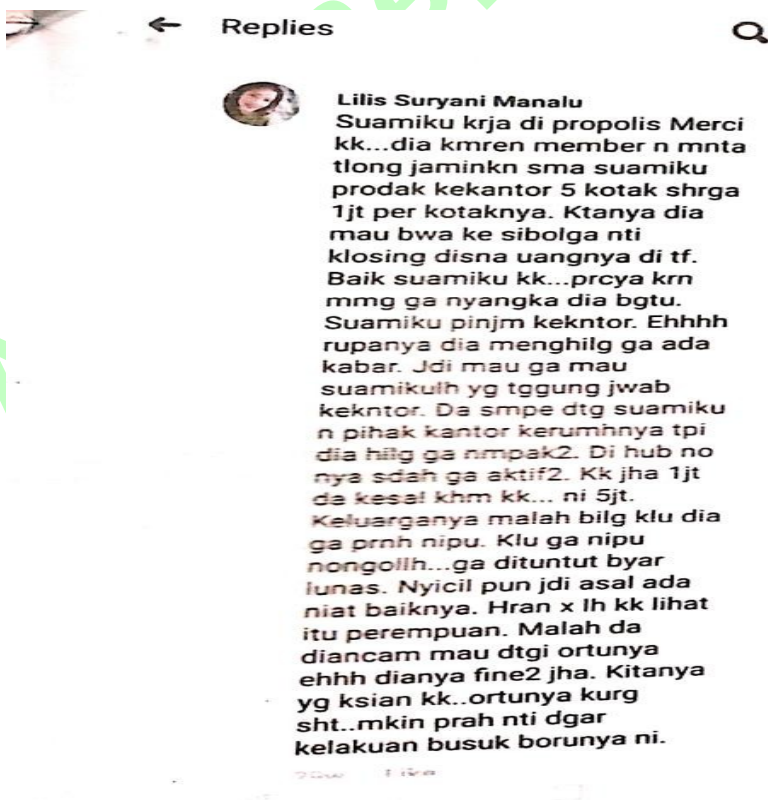 Replies
Lilis Suryani Manalu
Suamiku krja di propolis Merci
kk...dia kmren member n mnta
tlong jaminkn sma suamiku
prodak kekantor 5 kotak shrga
1jt per kotaknya. Ktanya dia
mau bwa ke sibolga nti
klosing disna uangnya di tf.
Baik suamiku kk...prcya krn
mmg ga nyangka dia bgtu.
Suamiku pinjm kekntor. Ehhhh
rupanya dia menghilg ga ada
kabar. Jdi mau ga mau
suamikulh yg tggung jwab
kekntor. Da smpe dtg suamiku
n pihak kantor kerumhnya tpi
dia hilg ga nmpak2. Di hub no
nya sdah ga aktif2. Kk jha 1jt
da kesal khm kk... ni 5jt.
Keluarganya malah bilg klu dia
ga prnh nipu. Klu ga nipu
nongollh...ga dituntut byar
lunas. Nyicil pun jdi asal ada
niat baiknya. Hran x lh kk lihat
itu perempuan. Malah da
diancam mau dtgi ortunya
ehhh dianya fine2 jha. Kitanya
yg ksian kk..ortunya kurg
sht..mkin prah nti dgar
kelakuan busuk borunya ni.
Like